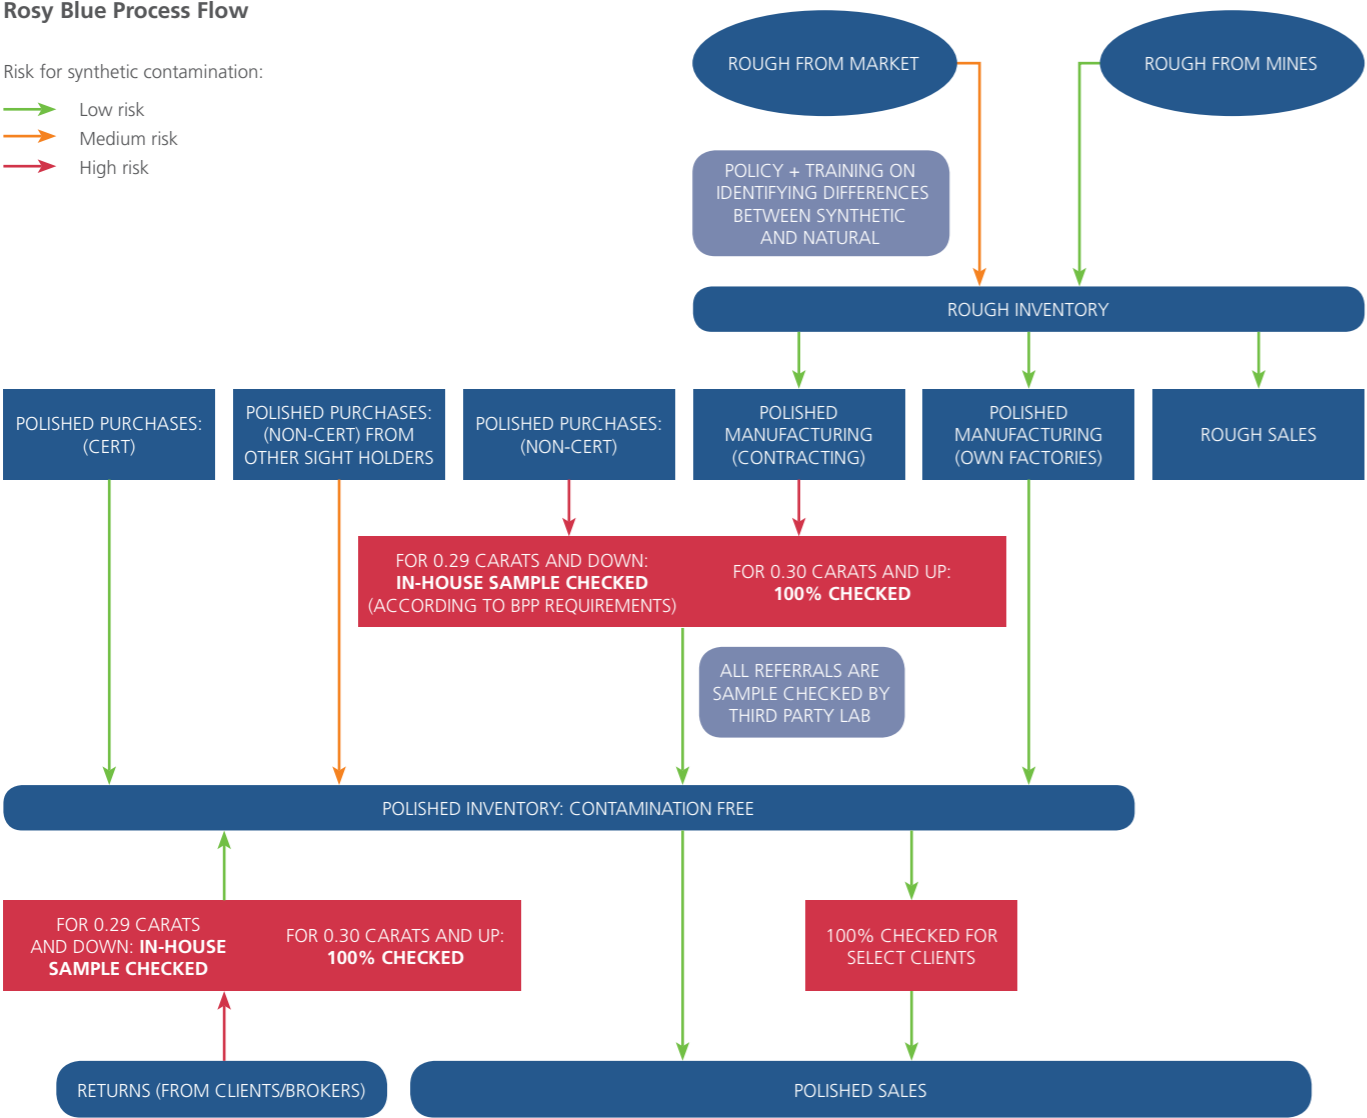 Rosy Blue Process Flow
Risk for synthetic contamination:
Low risk
Medium risk
High risk
ROUGH FROM MARKET
ROUGH FROM MINES
POLICY + TRAINING ON
IDENTIFYING DIFFERENCES
BETWEEN SYNTHETIC
AND NATURAL
ROUGH INVENTORY
POLISHED PURCHASES:
(CERT)
POLISHED PURCHASES:
(NON-CERT) FROM
OTHER SIGHT HOLDERS
POLISHED PURCHASES:
(NON-CERT)
POLISHED
MANUFACTURING
(CONTRACTING)
POLISHED
MANUFACTURING
(OWN FACTORIES)
ROUGH SALES
FOR 0.29 CARATS AND DOWN:
IN-HOUSE SAMPLE CHECKED
(ACCORDING TO BPP REQUIREMENTS)
FOR 0.30 CARATS AND UP:
100% CHECKED
ALL REFERRALS ARE
SAMPLE CHECKED BY
THIRD PARTY LAB
POLISHED INVENTORY: CONTAMINATION FREE
FOR 0.29 CARATS
AND DOWN: IN-HOUSE
SAMPLE CHECKED
FOR 0.30 CARATS AND UP:
100% CHECKED
100% CHECKED FOR
SELECT CLIENTS
RETURNS (FROM CLIENTS/BROKERS)
POLISHED SALES